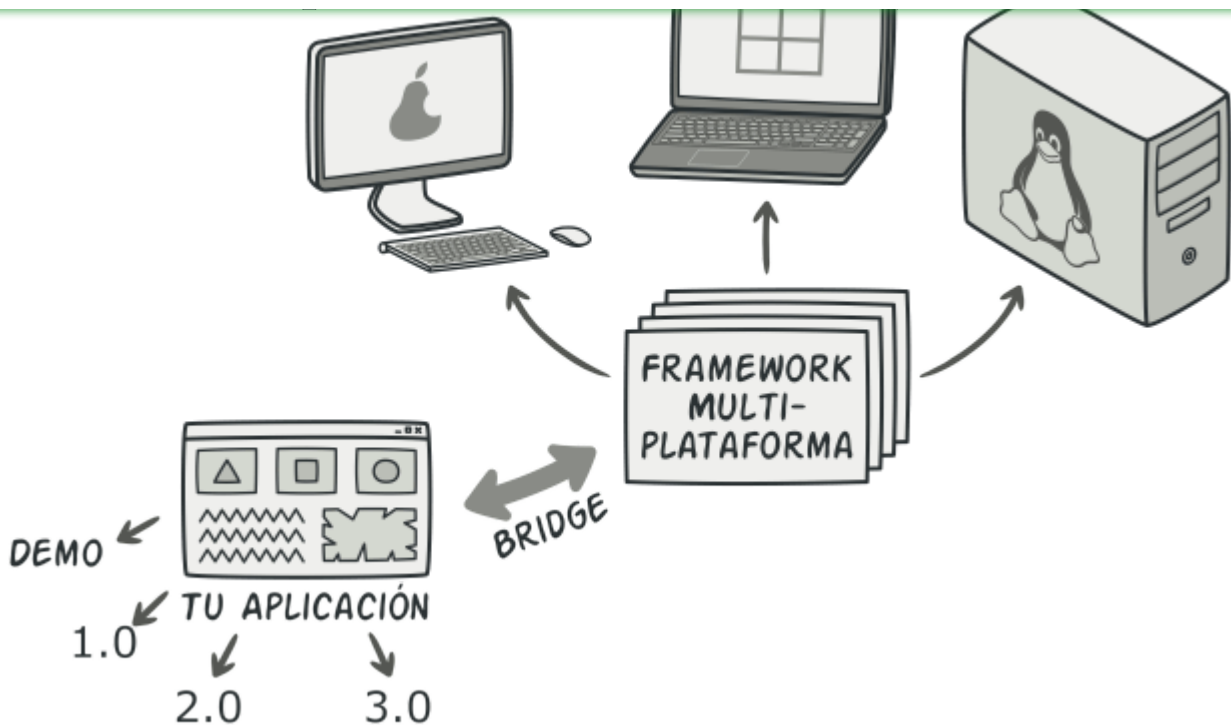 FRAMEWORK
MULTI-
PLATAFORMA
BRIDGE
DEMO
TU APLICACIÓN
1.0
2.0 3.0